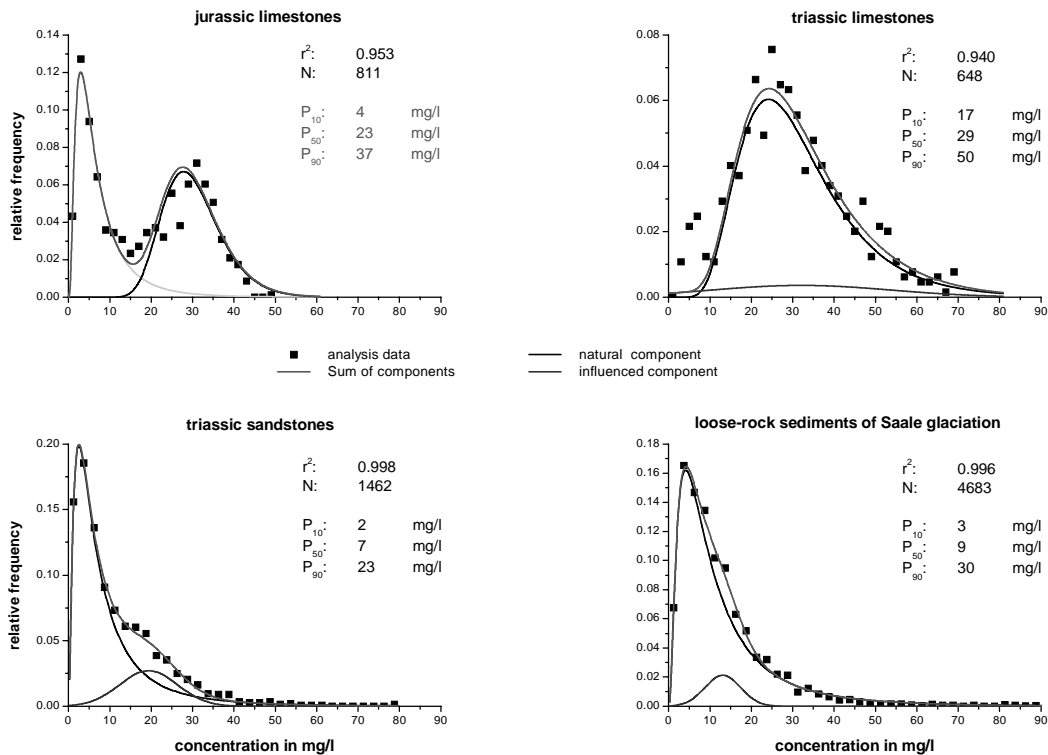 jurassic limestones
relative frequency
0.14
0.12
0.10
0.08
0.06
0.04
0.02
0.00
0 10 20 30 40 50 60 70 80 90
r²: 0.953
N: 811
P₁₀: 4 mg/l
P₅₀: 23 mg/l
P₉₀: 37 mg/l
triassic limestones
0.08
0.06
0.04
0.02
0.00
0 10 20 30 40 50 60 70 80 90
r²: 0.940
N: 648
P₁₀: 17 mg/l
P₅₀: 29 mg/l
P₉₀: 50 mg/l
analysis data
Sum of components
natural component
influenced component
triassic sandstones
relative frequency
0.20
0.15
0.10
0.05
0.00
0 10 20 30 40 50 60 70 80 90
concentration in mg/l
r²: 0.998
N: 1462
P₁₀: 2 mg/l
P₅₀: 7 mg/l
P₉₀: 23 mg/l
loose-rock sediments of Saale glaciation
0.18
0.16
0.14
0.12
0.10
0.08
0.06
0.04
0.02
0.00
0 10 20 30 40 50 60 70 80 90
concentration in mg/l
r²: 0.996
N: 4683
P₁₀: 3 mg/l
P₅₀: 9 mg/l
P₉₀: 30 mg/l